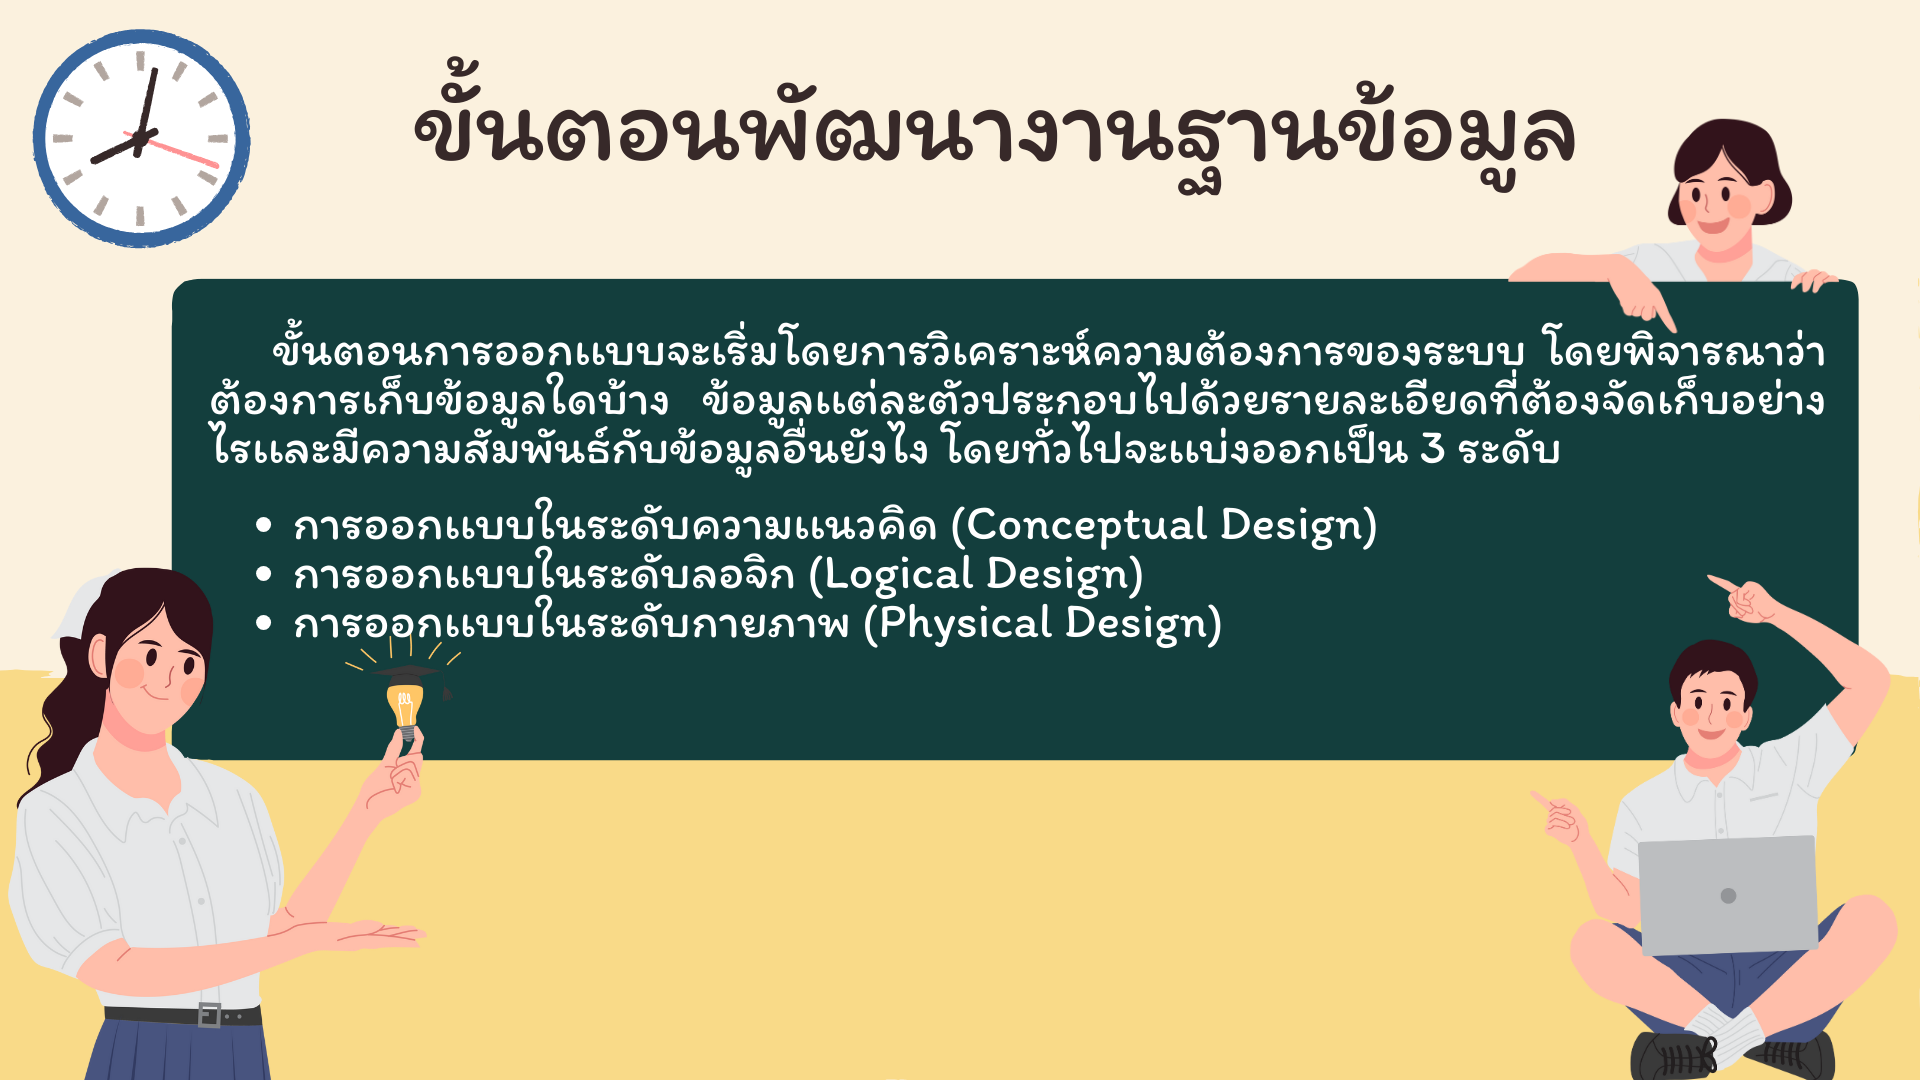 ขั้นตอนพัฒนางานฐานข้อมูล
ขั้นตอนการออกแบบจะเริ่มโดยการวิเคราะห์ความต้องการของระบบ โดยพิจารณาว่า
ต้องการเก็บข้อมูลใดบ้าง ข้อมูลแต่ละตัวประกอบไปด้วยรายละเอียดที่ต้องจัดเก็บอย่าง
ไรและมีความสัมพันธ์กับข้อมูลอื่นยังไง โดยทั่วไปจะแบ่งออกเป็น 3 ระดับ
• การออกแบบในระดับความแนวคิด (Conceptual Design)
• การออกแบบในระดับลอจิก (Logical Design)
• การออกแบบในระดับกายภาพ (Physical Design)